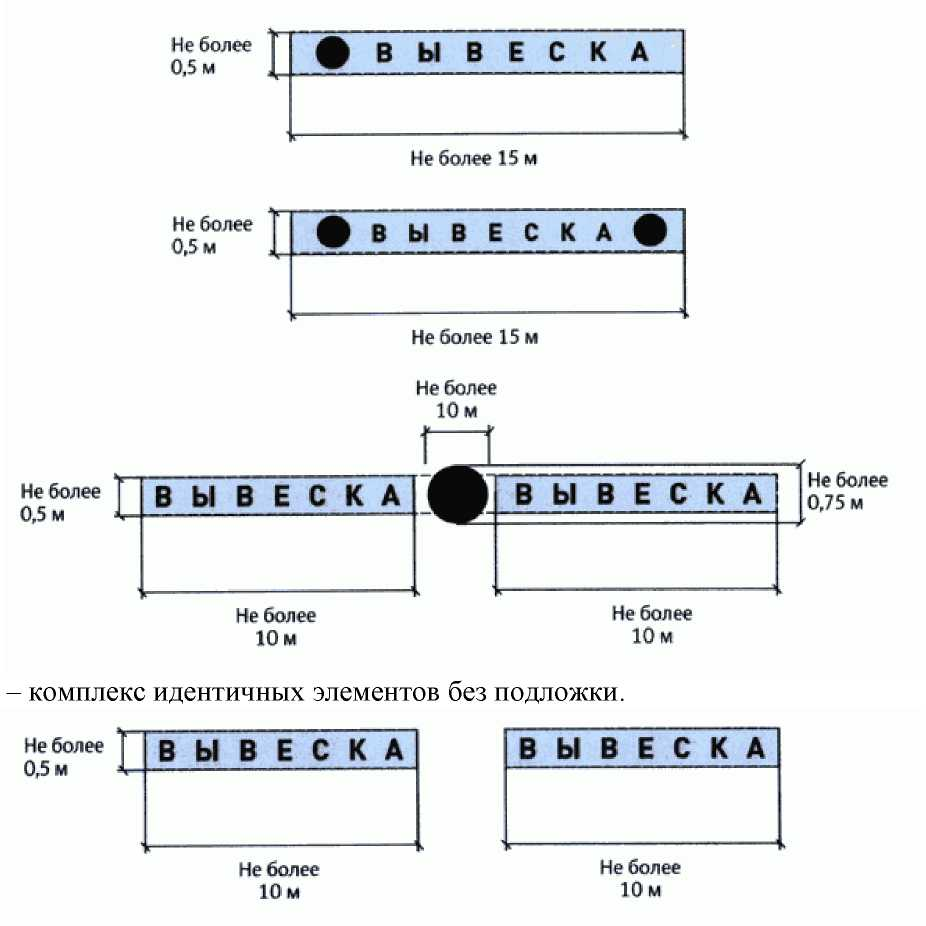 Не более
0,5 м
В Ы В Е С К А
Не более 15 м
Не более
0,5 м
В Ы В Е С К А
Не более 15 м
Не более
10 м
Не более
0,5 м
В Ы В Е С К А
В Ы В Е С К А
Не более
0,75 м
Не более
10 м
Не более
10 м
– комплекс идентичных элементов без подложки.
Не более
0,5 м
В Ы В Е С К А
В Ы В Е С К А
Не более
10 м
Не более
10 м